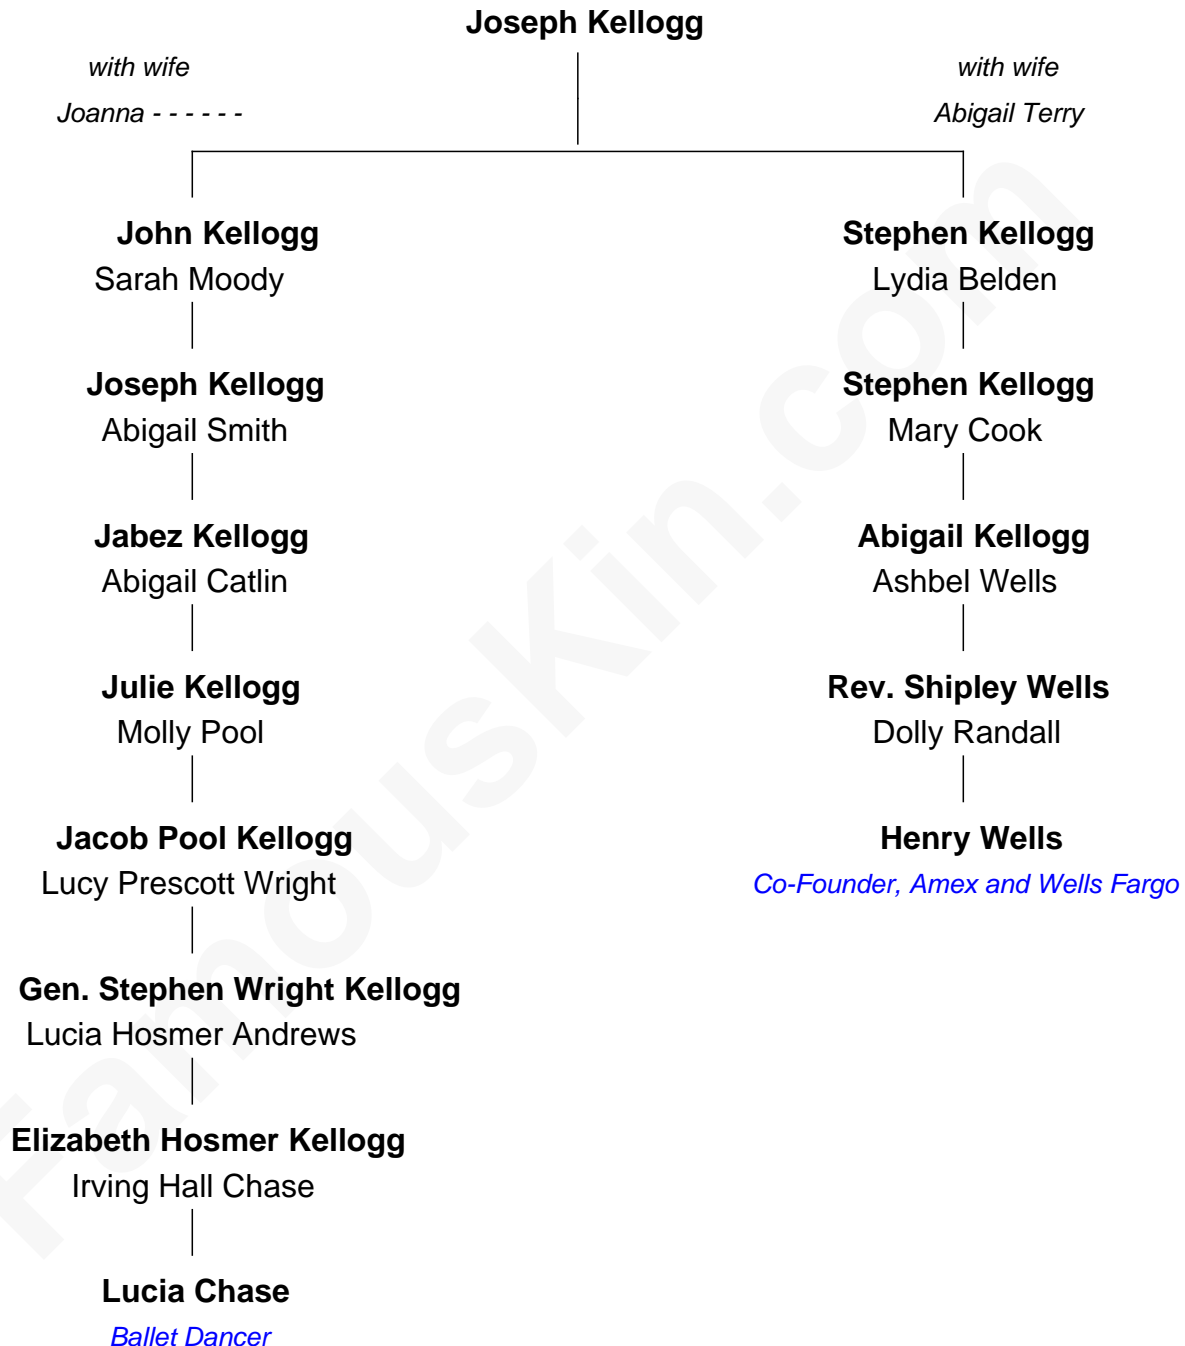 Joseph Kellogg
with wife
Joanna - - - - - -
with wife
Abigail Terry
John Kellogg
Sarah Moody
Stephen Kellogg
Lydia Belden
Joseph Kellogg
Abigail Smith
Stephen Kellogg
Mary Cook
Jabez Kellogg
Abigail Catlin
Abigail Kellogg
Ashbel Wells
Julie Kellogg
Molly Pool
Rev. Shipley Wells
Dolly Randall
Jacob Pool Kellogg
Lucy Prescott Wright
Henry Wells
Co-Founder, Amex and Wells Fargo
Gen. Stephen Wright Kellogg
Lucia Hosmer Andrews
Elizabeth Hosmer Kellogg
Irving Hall Chase
Lucia Chase
Ballet Dancer
FamousKin.com